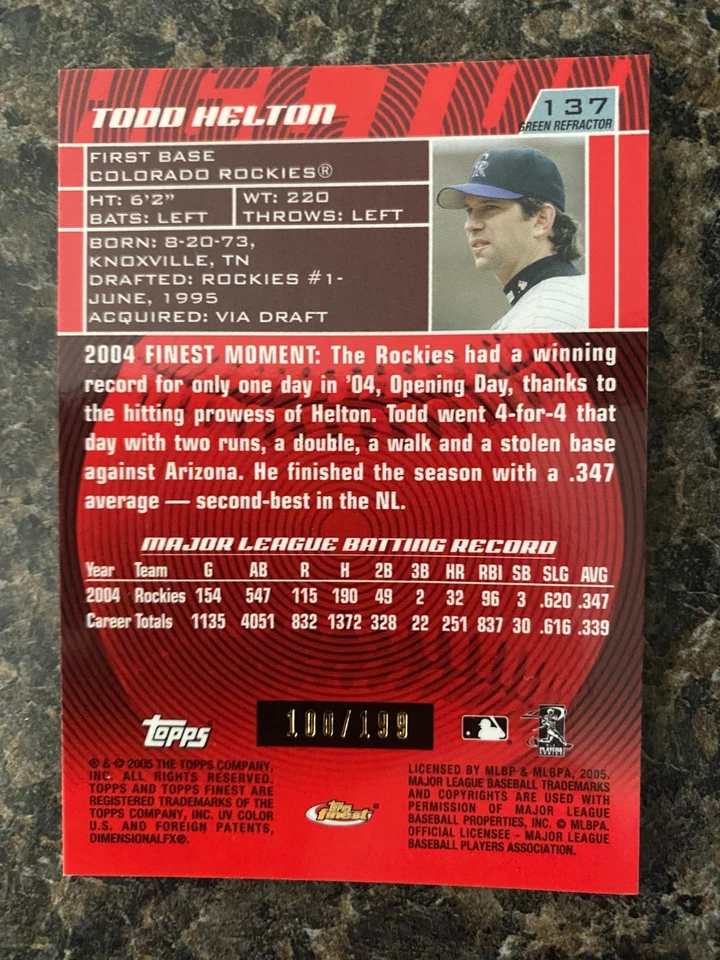 TODD HELTON
137
GREEN REFRACTOR
FIRST BASE
COLORADO ROCKIES®
HT: 6'2" WT: 220
BATS: LEFT THROWS: LEFT
BORN: 8-20-73,
KNOXVILLE, TN
DRAFTED: ROCKIES #1-
JUNE, 1995
ACQUIRED: VIA DRAFT
CR
2004 FINEST MOMENT: The Rockies had a winning
record for only one day in '04, Opening Day, thanks to
the hitting prowess of Helton. Todd went 4-for-4 that
day with two runs, a double, a walk and a stolen base
against Arizona. He finished the season with a .347
average — second-best in the NL.
MAJOR LEAGUE BATTING RECORD
Year Team G AB R H 2B 3B HR RBI SB SLG AVG
2004 Rockies 154 547 115 190 49 2 32 96 3 .620 .347
Career Totals 1135 4051 832 1372 328 22 251 837 30 .616 .339
100/199
Topps
® & © 2005 THE TOPPS COMPANY,
INC. ALL RIGHTS RESERVED.
TOPPS AND TOPPS FINEST ARE
REGISTERED TRADEMARKS OF THE
TOPPS COMPANY, INC. UV COLOR
U.S. AND FOREIGN PATENTS,
DIMENSIONALFX®.
Topps
finest
LICENSED BY MLBP & MLBPA, 2005.
MAJOR LEAGUE BASEBALL TRADEMARKS
AND COPYRIGHTS ARE USED WITH
PERMISSION OF MAJOR LEAGUE
BASEBALL PROPERTIES, INC. © MLBPA.
OFFICIAL LICENSEE - MAJOR LEAGUE
BASEBALL PLAYERS ASSOCIATION.